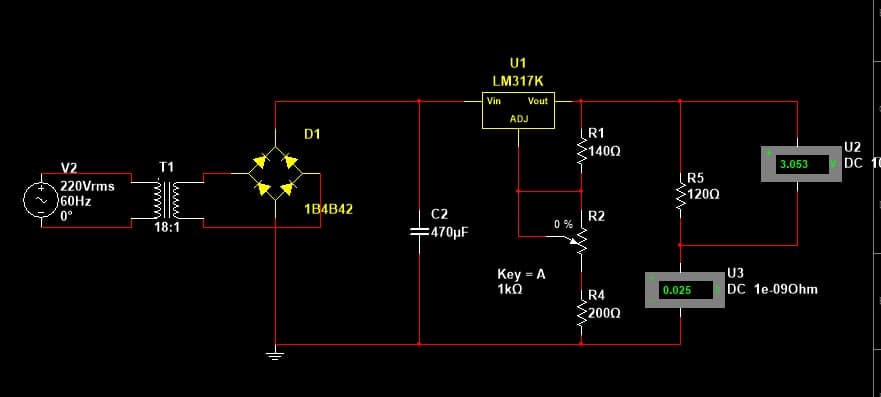 U1
LM317K
Vin Vout
ADJ
D1
R1
140Ω
U2
DC
3.053
V2
220Vrms
60Hz
0°
T1
18:1
R5
120Ω
1B4B42
C2
470µF
0 %
R2
Key = A
1kΩ
U3
DC 1e-09Ohm
0.025
R4
200Ω